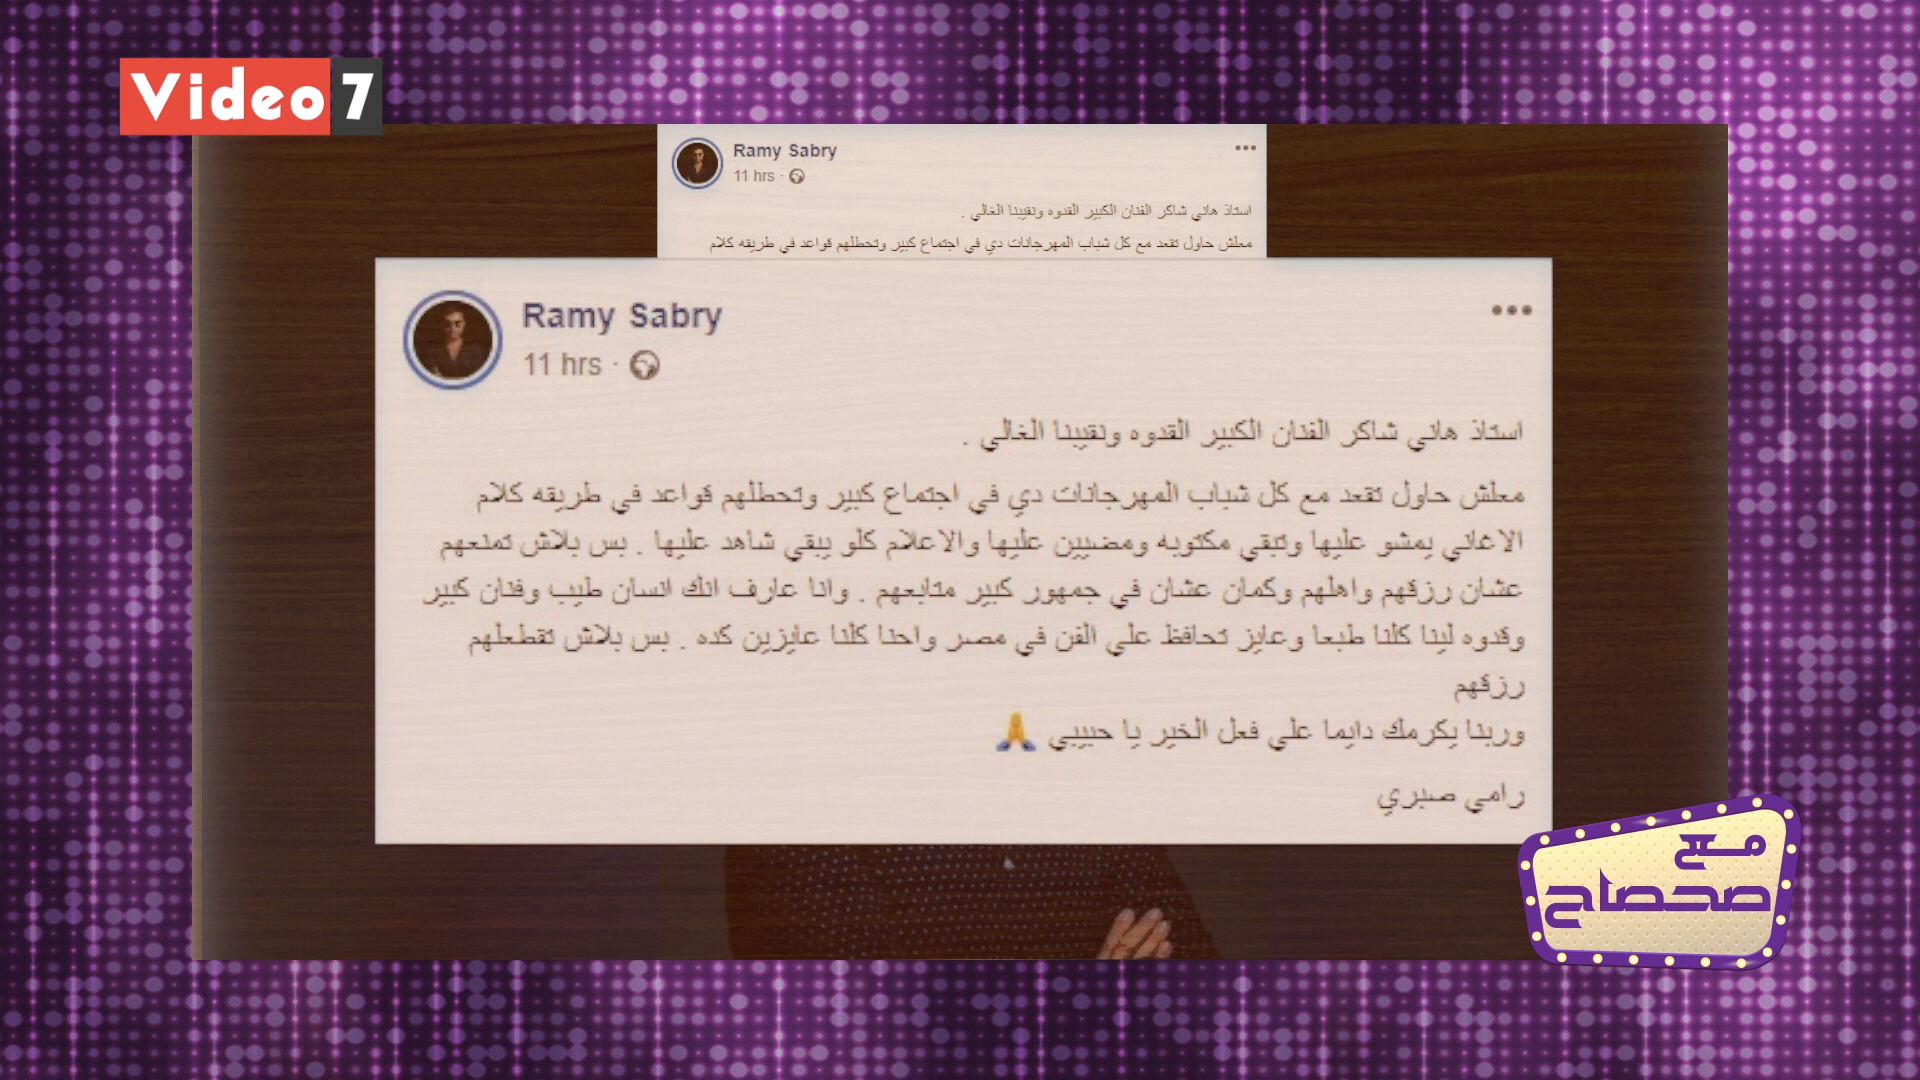 Video 7
Ramy Sabry
11 hrs ·
استاذ هاني شاكر الفنان الكبير القدوه ونقيبنا الغالي .
معلش حاول تقعد مع كل شباب المهرجانات دي في اجتماع كبير وتحطلهم قواعد في طريقه كلام
Ramy Sabry
11 hrs ·
استاذ هاني شاكر الفنان الكبير القدوه ونقيبنا الغالي .
معلش حاول تقعد مع كل شباب المهرجانات دي في اجتماع كبير وتحطلهم قواعد في طريقه كلام
الاغاني يمشو عليها وتبقي مكتوبه ومضيين عليها والاعلام كلو يبقي شاهد عليها . بس بلاش تمنعهم
عشان رزقهم واهلهم وكمان عشان في جمهور كبير متابعهم . وانا عارف انك انسان طيب وفنان كبير
وقدوه لينا كلنا طبعا وعايز تحافظ علي الفن في مصر واحنا كلنا عايزين كده . بس بلاش تقطعلهم
رزقهم
وربنا يكرمك دايما علي فعل الخير يا حبيبي 🙏
رامي صبري
مع
صحصاح